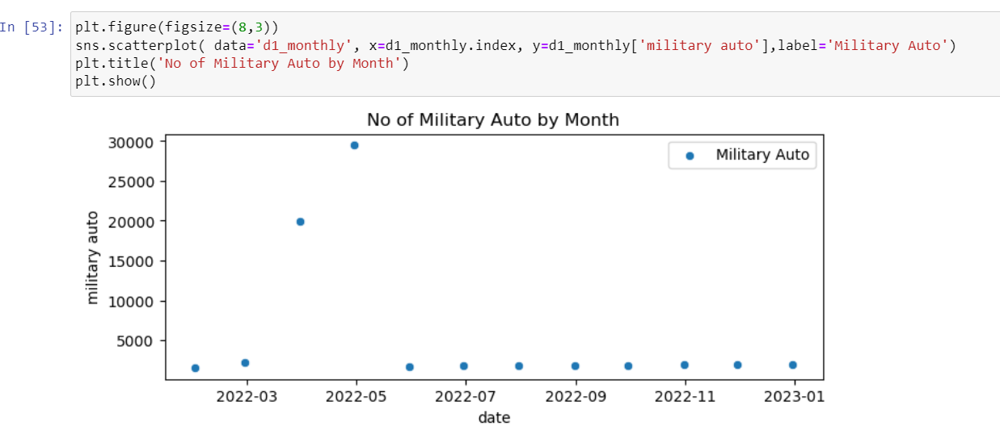 In [53]:
plt.figure(figsize=(8,3))
sns.scatterplot( data='d1_monthly', x=d1_monthly.index, y=d1_monthly['military auto'],label='Military Auto')
plt.title('No of Military Auto by Month')
plt.show()
No of Military Auto by Month
30000
25000
20000
15000
10000
5000
military auto
Military Auto
2022-03 2022-05 2022-07 2022-09 2022-11 2023-01
date